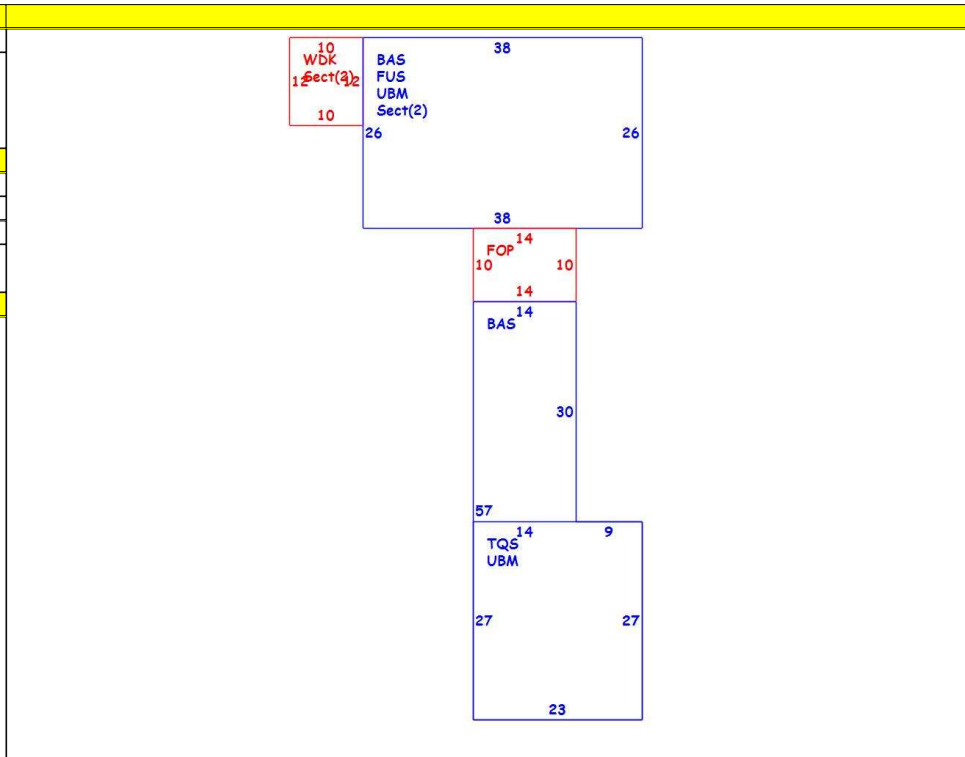 10
38
WDK
BAS
12 Sect(2) 12
FUS
UBM
Sect(2)
10
26
26
38
14
FOP
10
10
14
14
BAS
30
57
14
9
TQS
UBM
27
27
23